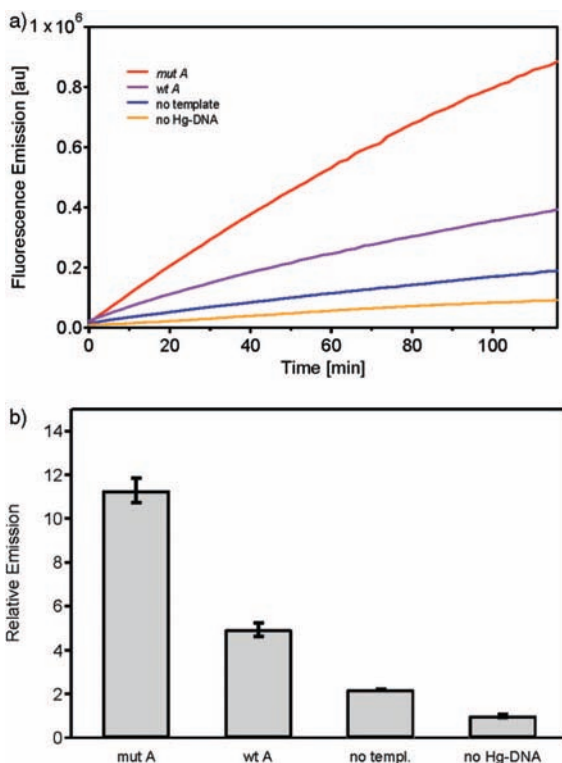 a)
1 x 10⁶
0.8
0.6
0.4
0.2
0.0
Fluorescence Emission [au]
mut A
wt A
no template
no Hg-DNA
0 20 40 60 80 100
Time [min]
b)
14
12
10
8
6
4
2
0
Relative Emission
mut A wt A no templ. no Hg-DNA